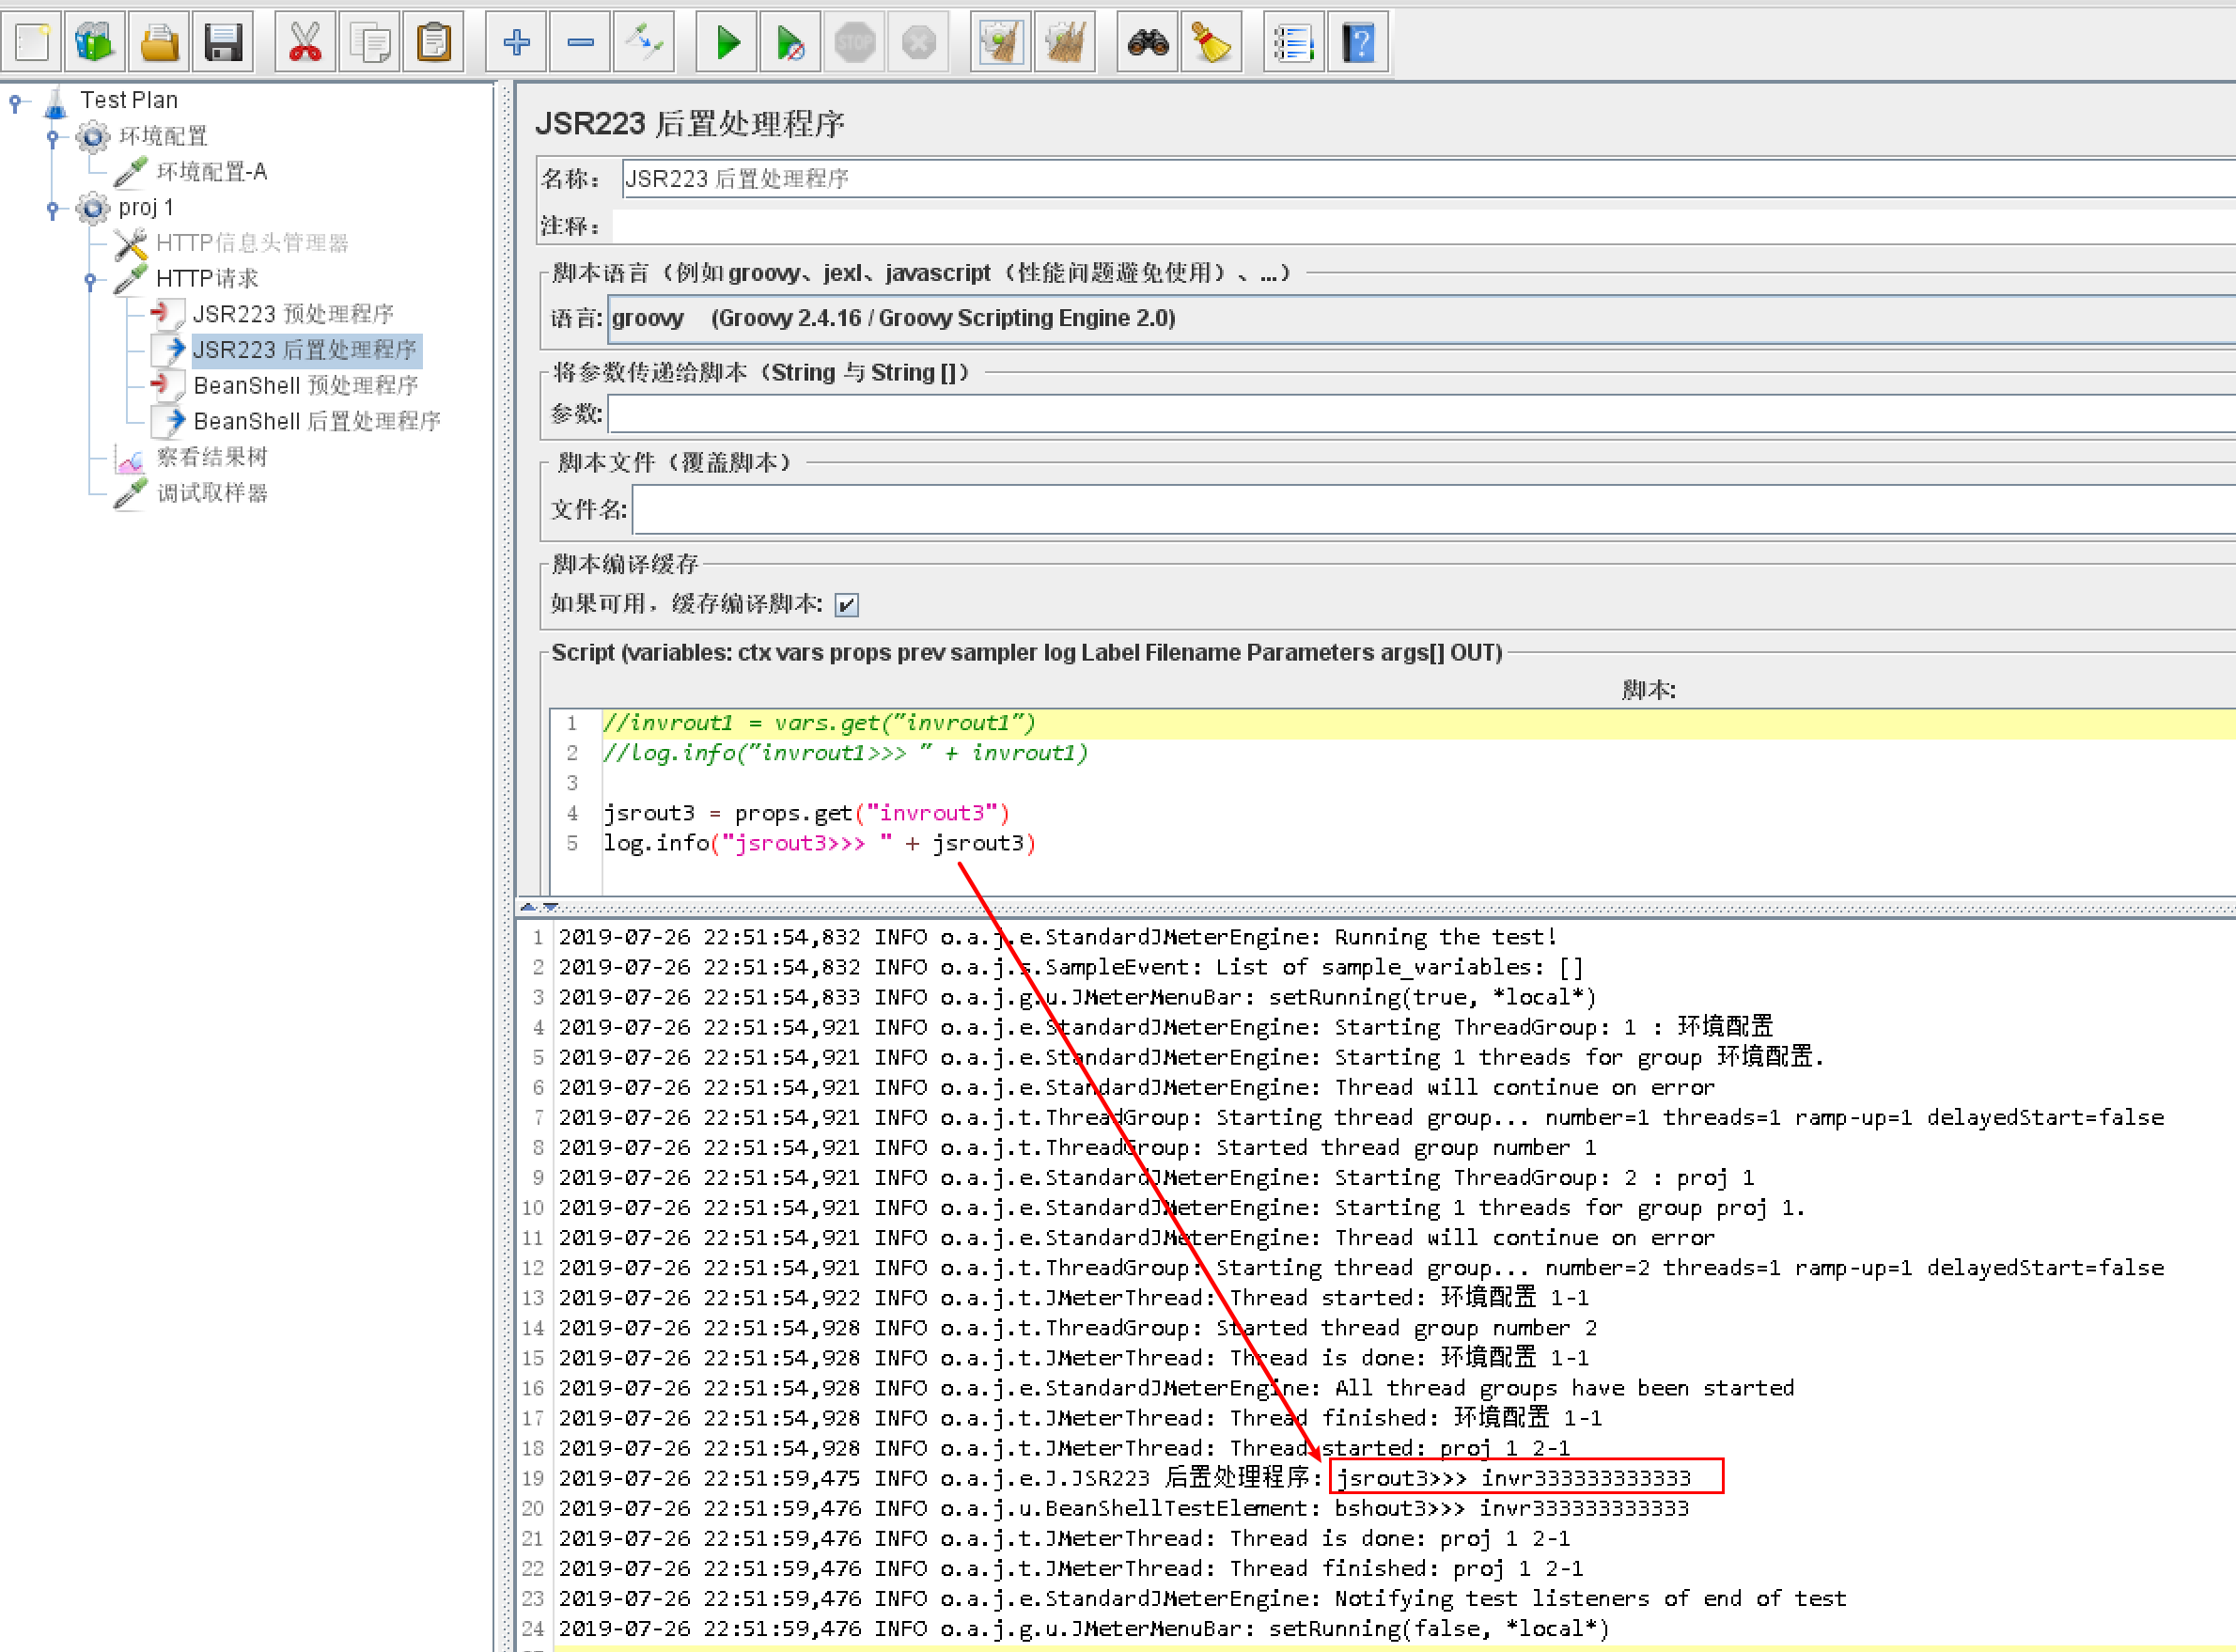 STOP
?
Test Plan
环境配置
环境配置-A
proj 1
HTTP信息头管理器
HTTP请求
JSR223 预处理程序
JSR223 后置处理程序
BeanShell 预处理程序
BeanShell 后置处理程序
察看结果树
调试取样器
JSR223 后置处理程序
名称： JSR223 后置处理程序
注释：
脚本语言（例如 groovy、jexl、javascript（性能问题避免使用）、...）
语言: groovy (Groovy 2.4.16 / Groovy Scripting Engine 2.0)
将参数传递给脚本（String 与 String []）
参数:
脚本文件（覆盖脚本）
文件名:
脚本编译缓存
如果可用，缓存编译脚本:
Script (variables: ctx vars props prev sampler log Label Filename Parameters args[] OUT)
脚本:
1 //invrout1 = vars.get("invrout1")
2 //log.info("invrout1>>> " + invrout1)
3
4 jsrout3 = props.get("invrout3")
5 log.info("jsrout3>>> " + jsrout3)
1 2019-07-26 22:51:54,832 INFO o.a.j.e.StandardJMeterEngine: Running the test!
2 2019-07-26 22:51:54,832 INFO o.a.j.s.SampleEvent: List of sample_variables: []
3 2019-07-26 22:51:54,833 INFO o.a.j.g.u.JMeterMenuBar: setRunning(true, *local*)
4 2019-07-26 22:51:54,921 INFO o.a.j.e.StandardJMeterEngine: Starting ThreadGroup: 1 : 环境配置
5 2019-07-26 22:51:54,921 INFO o.a.j.e.StandardJMeterEngine: Starting 1 threads for group 环境配置.
6 2019-07-26 22:51:54,921 INFO o.a.j.e.StandardJMeterEngine: Thread will continue on error
7 2019-07-26 22:51:54,921 INFO o.a.j.t.ThreadGroup: Starting thread group... number=1 threads=1 ramp-up=1 delayedStart=false
8 2019-07-26 22:51:54,921 INFO o.a.j.t.ThreadGroup: Started thread group number 1
9 2019-07-26 22:51:54,921 INFO o.a.j.e.StandardJMeterEngine: Starting ThreadGroup: 2 : proj 1
10 2019-07-26 22:51:54,921 INFO o.a.j.e.StandardJMeterEngine: Starting 1 threads for group proj 1.
11 2019-07-26 22:51:54,921 INFO o.a.j.e.StandardJMeterEngine: Thread will continue on error
12 2019-07-26 22:51:54,921 INFO o.a.j.t.ThreadGroup: Starting thread group... number=2 threads=1 ramp-up=1 delayedStart=false
13 2019-07-26 22:51:54,922 INFO o.a.j.t.JMeterThread: Thread started: 环境配置 1-1
14 2019-07-26 22:51:54,928 INFO o.a.j.t.ThreadGroup: Started thread group number 2
15 2019-07-26 22:51:54,928 INFO o.a.j.t.JMeterThread: Thread is done: 环境配置 1-1
16 2019-07-26 22:51:54,928 INFO o.a.j.e.StandardJMeterEngine: All thread groups have been started
17 2019-07-26 22:51:54,928 INFO o.a.j.t.JMeterThread: Thread finished: 环境配置 1-1
18 2019-07-26 22:51:54,928 INFO o.a.j.t.JMeterThread: Thread started: proj 1 2-1
19 2019-07-26 22:51:59,475 INFO o.a.j.e.J.JSR223 后置处理程序: jsrout3>>> invr333333333333
20 2019-07-26 22:51:59,476 INFO o.a.j.u.BeanShellTestElement: bshout3>>> invr333333333333
21 2019-07-26 22:51:59,476 INFO o.a.j.t.JMeterThread: Thread is done: proj 1 2-1
22 2019-07-26 22:51:59,476 INFO o.a.j.t.JMeterThread: Thread finished: proj 1 2-1
23 2019-07-26 22:51:59,476 INFO o.a.j.e.StandardJMeterEngine: Notifying test listeners of end of test
24 2019-07-26 22:51:59,476 INFO o.a.j.g.u.JMeterMenuBar: setRunning(false, *local*)